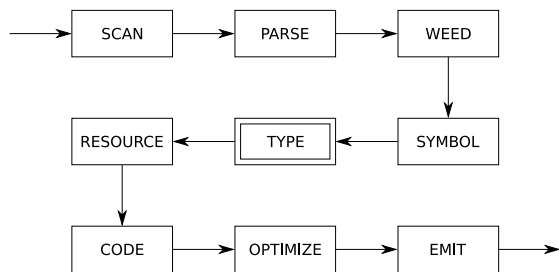 SCAN PARSE WEED
RESOURCE TYPE SYMBOL
CODE OPTIMIZE EMIT